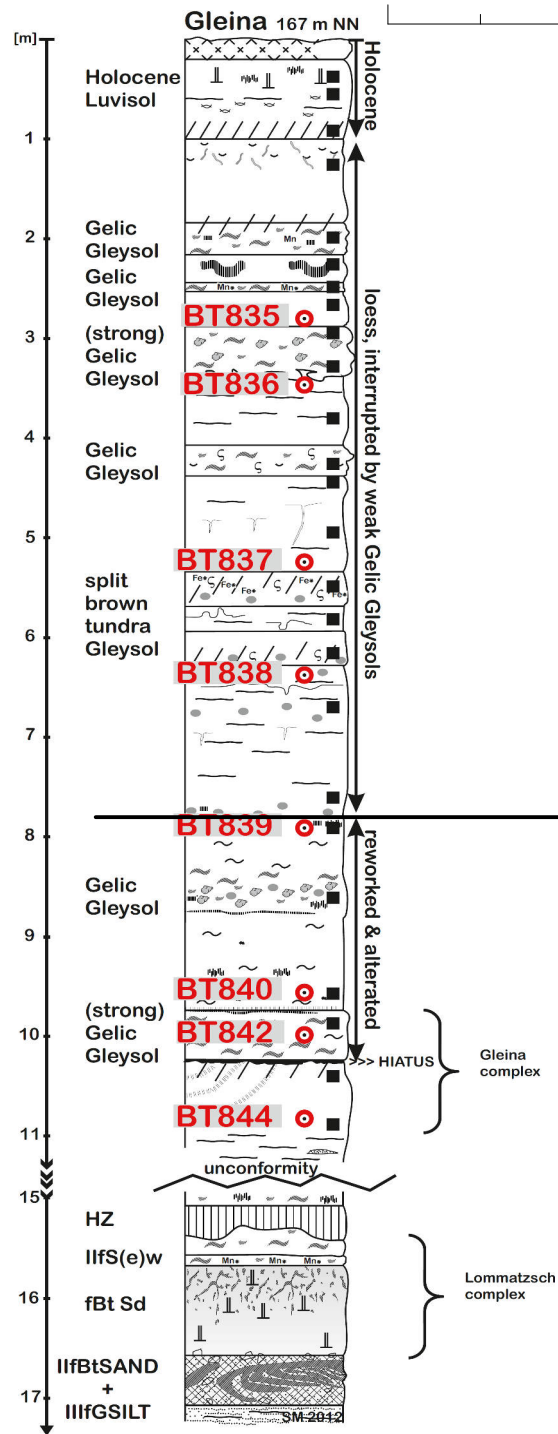 Gleina 167 m NN
[m]
Holocene
Holocene
Luvisol
1
2
Gelic
Gleysol
Mn
Gelic
Gleysol
Mn
Mn
BT835
3
(strong)
Gelic
Gleysol
BT836
loess, interrupted by weak Gelic Gleysols
4
Gelic
Gleysol
5
BT837
split
brown
tundra
Gleysol
Fe Fe Fe Fe
Fe
6
BT838
7
8
BT839
reworked & alterated
Gelic
Gleysol
9
BT840
(strong)
Gelic
Gleysol
10
BT842
>>> HIATUS
Gleina
complex
BT844
11
unconformity
15
HZ
IIfS(e)w
Mn Mn
fBt Sd
Lommatzsch
complex
16
IIfBtSAND
+
IIIfGSILT
17
SM 2012